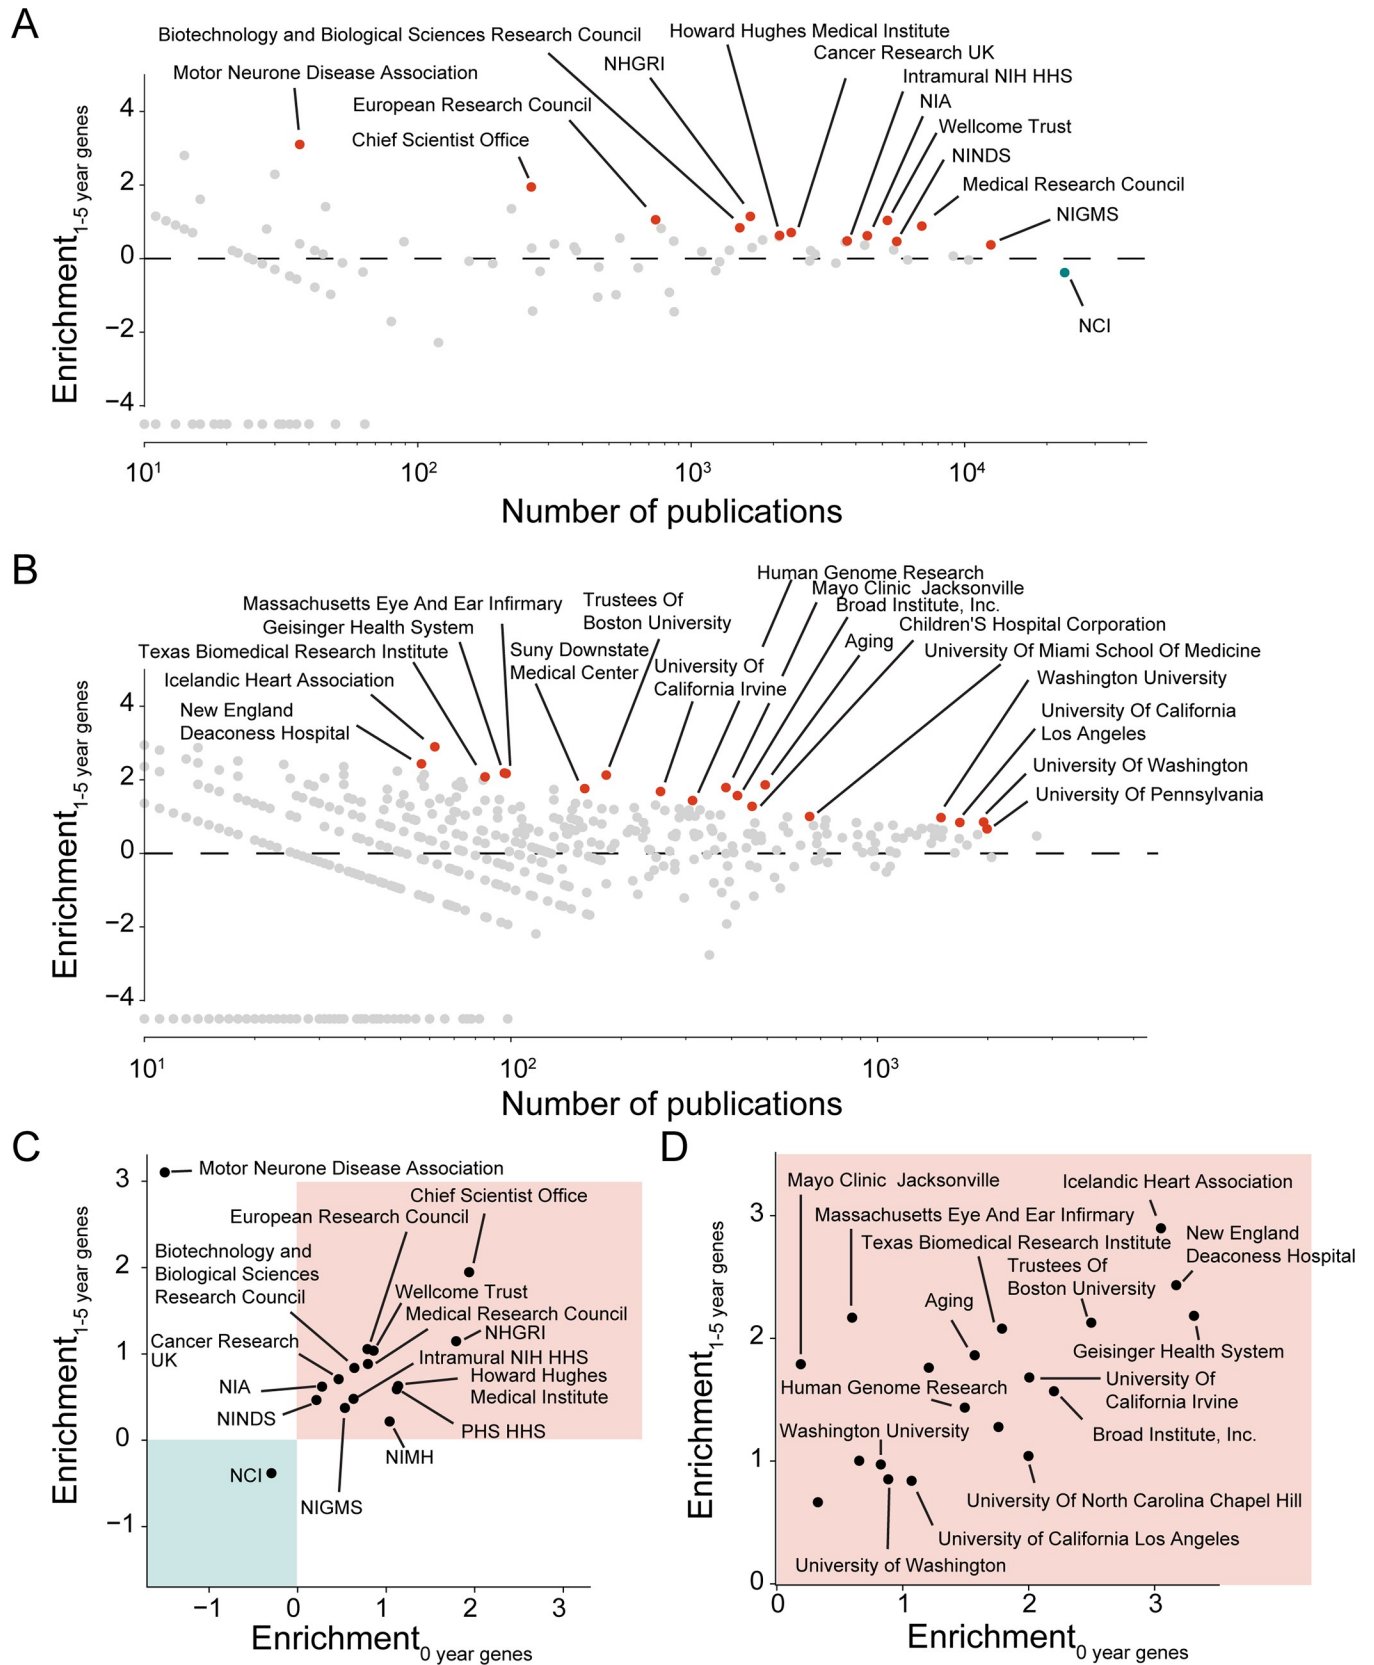 A
Biotechnology and Biological Sciences Research Council
Howard Hughes Medical Institute
Cancer Research UK
NHGRI
Motor Neurone Disease Association
Intramural NIH HHS
European Research Council
NIA
Chief Scientist Office
Wellcome Trust
NINDS
Medical Research Council
NIGMS
NCI
Enrichment1-5 year genes
4
2
0
−2
−4
10¹
10²
10³
10⁴
Number of publications
B
Human Genome Research
Mayo Clinic Jacksonville
Massachusetts Eye And Ear Infirmary
Trustees Of
Boston University
Broad Institute, Inc.
Geisinger Health System
Children'S Hospital Corporation
Texas Biomedical Research Institute
Suny Downstate
Medical Center
Aging
University Of Miami School Of Medicine
University Of
California Irvine
Icelandic Heart Association
Washington University
New England
Deaconess Hospital
University Of California
Los Angeles
University Of Washington
University Of Pennsylvania
Enrichment1-5 year genes
4
2
0
−2
−4
10¹
10²
10³
Number of publications
C
Motor Neurone Disease Association
Chief Scientist Office
European Research Council
Biotechnology and
Biological Sciences
Research Council
Wellcome Trust
Medical Research Council
NHGRI
Cancer Research
UK
Intramural NIH HHS
Howard Hughes
Medical Institute
NIA
NINDS
PHS HHS
NIMH
NCI
NIGMS
Enrichment1-5 year genes
3
2
1
0
−1
−1
0
1
2
3
Enrichment0 year genes
D
Mayo Clinic Jacksonville
Icelandic Heart Association
Massachusetts Eye And Ear Infirmary
New England
Deaconess Hospital
Texas Biomedical Research Institute
Trustees Of
Boston University
Aging
Geisinger Health System
Human Genome Research
University Of
California Irvine
Washington University
Broad Institute, Inc.
University Of North Carolina Chapel Hill
University of California Los Angeles
University of Washington
Enrichment1-5 year genes
3
2
1
0
0
1
2
3
Enrichment0 year genes